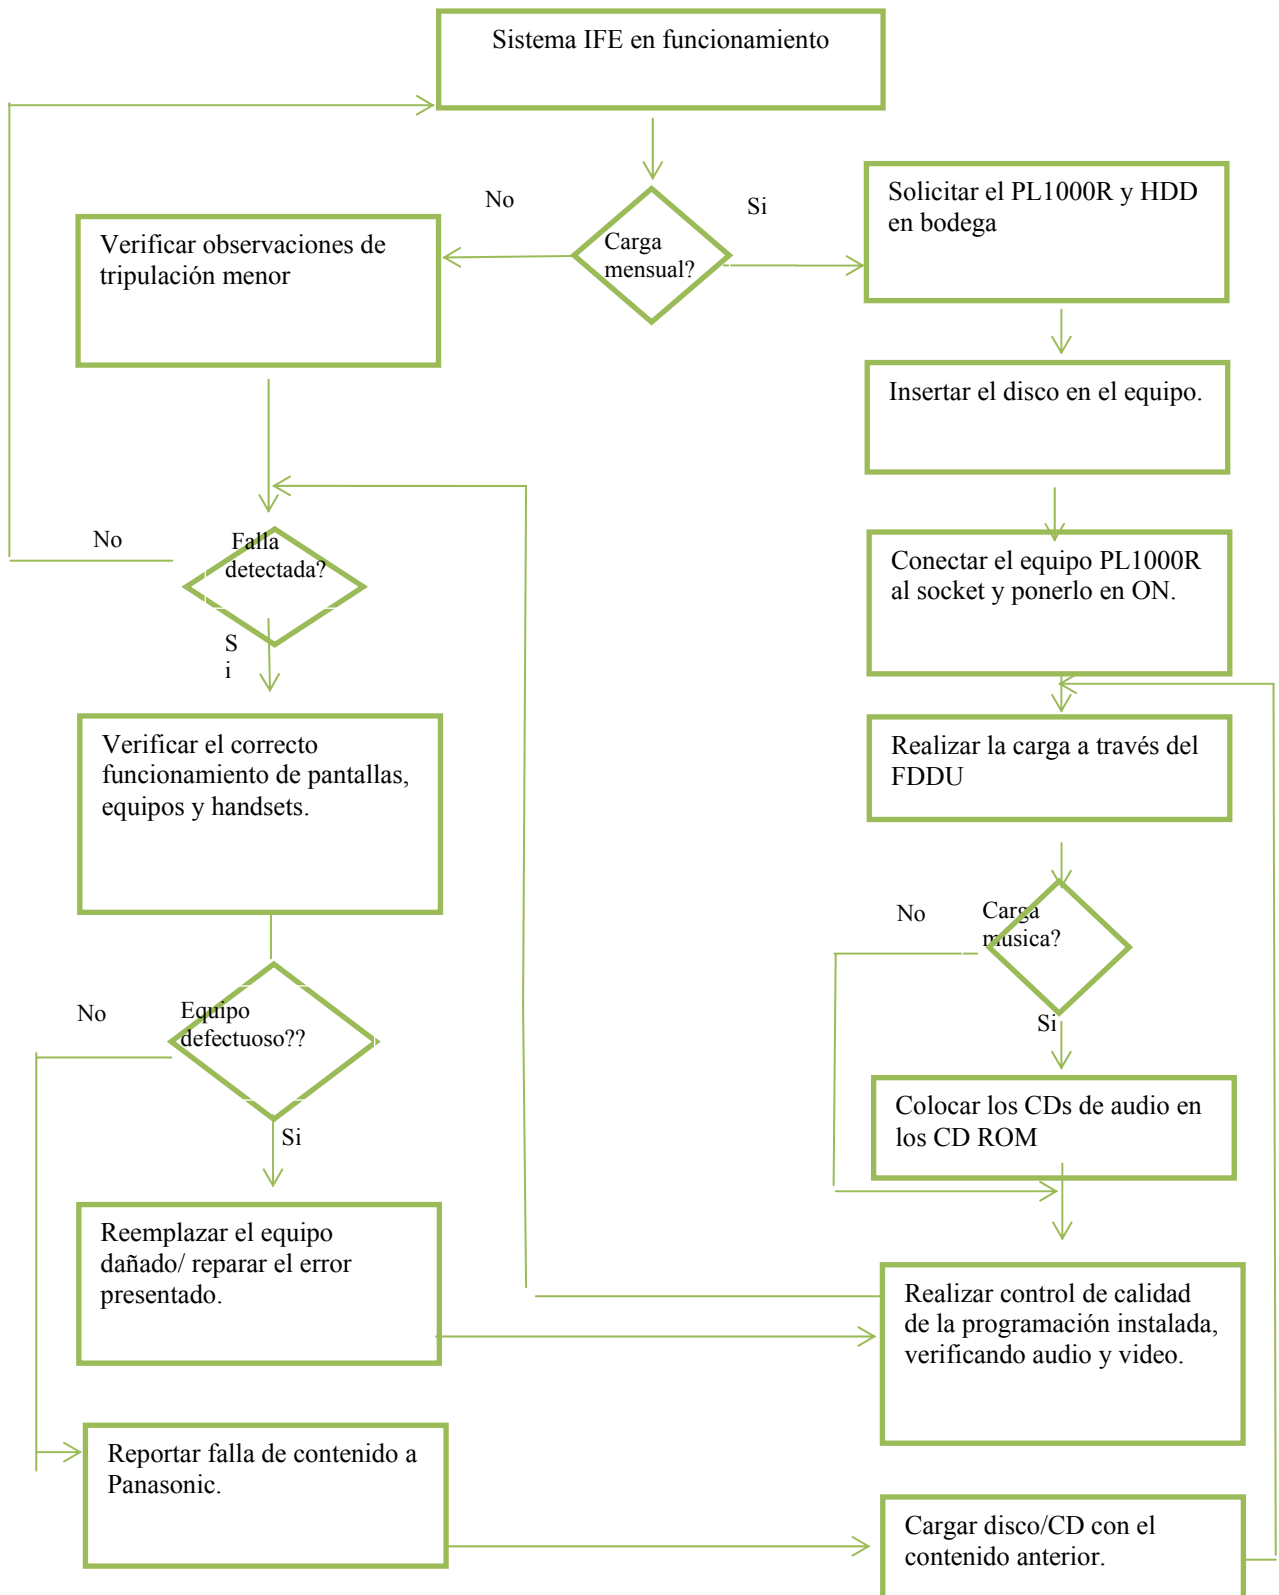 Sistema IFE en funcionamiento
No
Si
Carga
mensual?
Solicitar el PL1000R y HDD
en bodega
Verificar observaciones de
tripulación menor
Insertar el disco en el equipo.
No
Falla
detectada?
S
i
Conectar el equipo PL1000R
al socket y ponerlo en ON.
Verificar el correcto
funcionamiento de pantallas,
equipos y handsets.
Realizar la carga a través del
FDDU
No
Carga
musica?
Si
No
Equipo
defectuoso??
Si
Colocar los CDs de audio en
los CD ROM
Reemplazar el equipo
dañado/ reparar el error
presentado.
Realizar control de calidad
de la programación instalada,
verificando audio y video.
Reportar falla de contenido a
Panasonic.
Cargar disco/CD con el
contenido anterior.